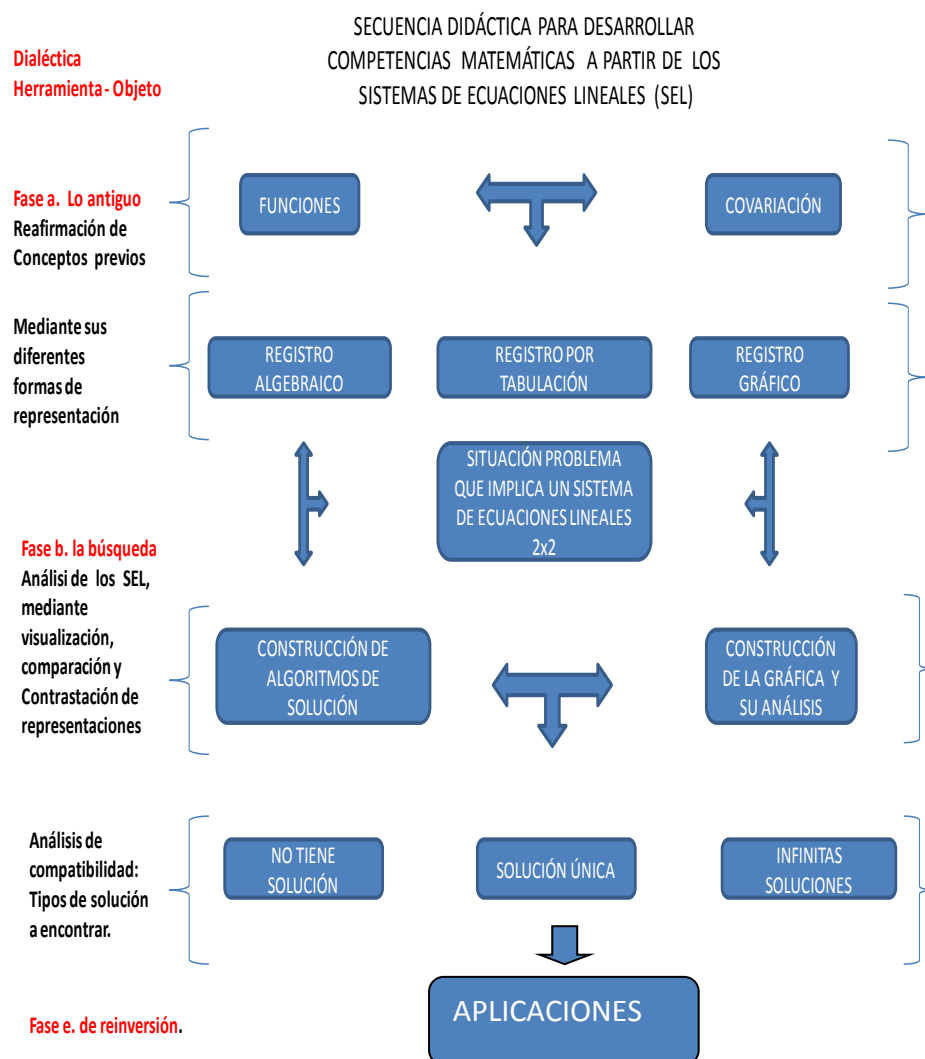 SECUENCIA DIDÁCTICA PARA DESARROLLAR
COMPETENCIAS MATEMÁTICAS A PARTIR DE LOS
SISTEMAS DE ECUACIONES LINEALES (SEL)
Dialéctica
Herramienta - Objeto
Fase a. Lo antiguo
Reafirmación de
Conceptos previos
FUNCIONES
COVARIACIÓN
Mediante sus
diferentes
formas de
representación
REGISTRO
ALGEBRAICO
REGISTRO POR
TABULACIÓN
REGISTRO
GRÁFICO
SITUACIÓN PROBLEMA
QUE IMPLICA UN SISTEMA
DE ECUACIONES LINEALES
2x2
Fase b. la búsqueda
Análisi de los SEL,
mediante
visualización,
comparación y
Contrastación de
representaciones
CONSTRUCCIÓN DE
ALGORITMOS DE
SOLUCIÓN
CONSTRUCCIÓN
DE LA GRÁFICA Y
SU ANÁLISIS
Análisis de
compatibilidad:
Tipos de solución
a encontrar.
NO TIENE
SOLUCIÓN
SOLUCIÓN ÚNICA
INFINITAS
SOLUCIONES
APLICACIONES
Fase e. de reinversión.